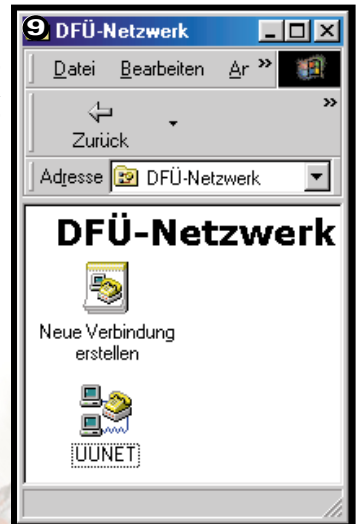 9 DFÜ-Netzwerk
Datei Bearbeiten Ar »
»
Zurück
Adresse DFÜ-Netzwerk
DFÜ-Netzwerk
Neue Verbindung
erstellen
UUNET